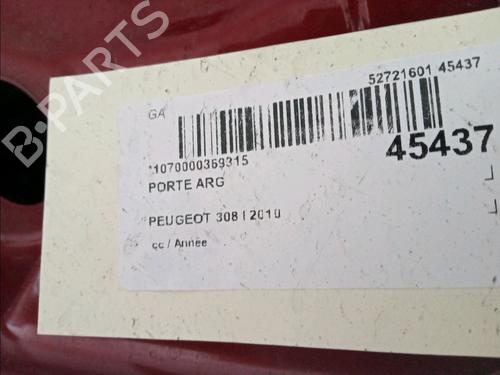 B-PARTS
GA
52721601 45437
*1070000369315
45437
PORTE ARG
PEUGEOT 308 I 2010
cc / Année